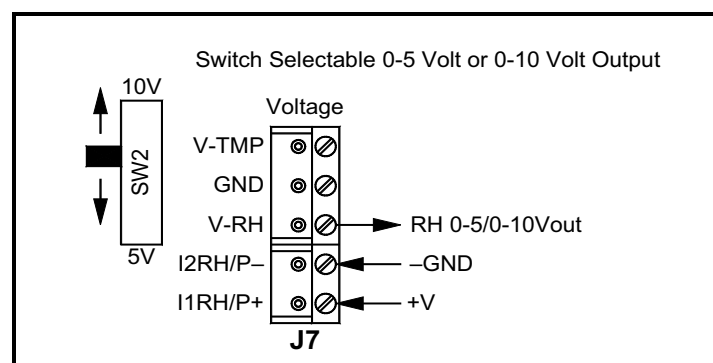 Switch Selectable 0-5 Volt or 0-10 Volt Output
10V
SW2
5V
Voltage
V-TMP
GND
V-RH
RH 0-5/0-10Vout
I2RH/P–
–GND
I1RH/P+
+V
J7